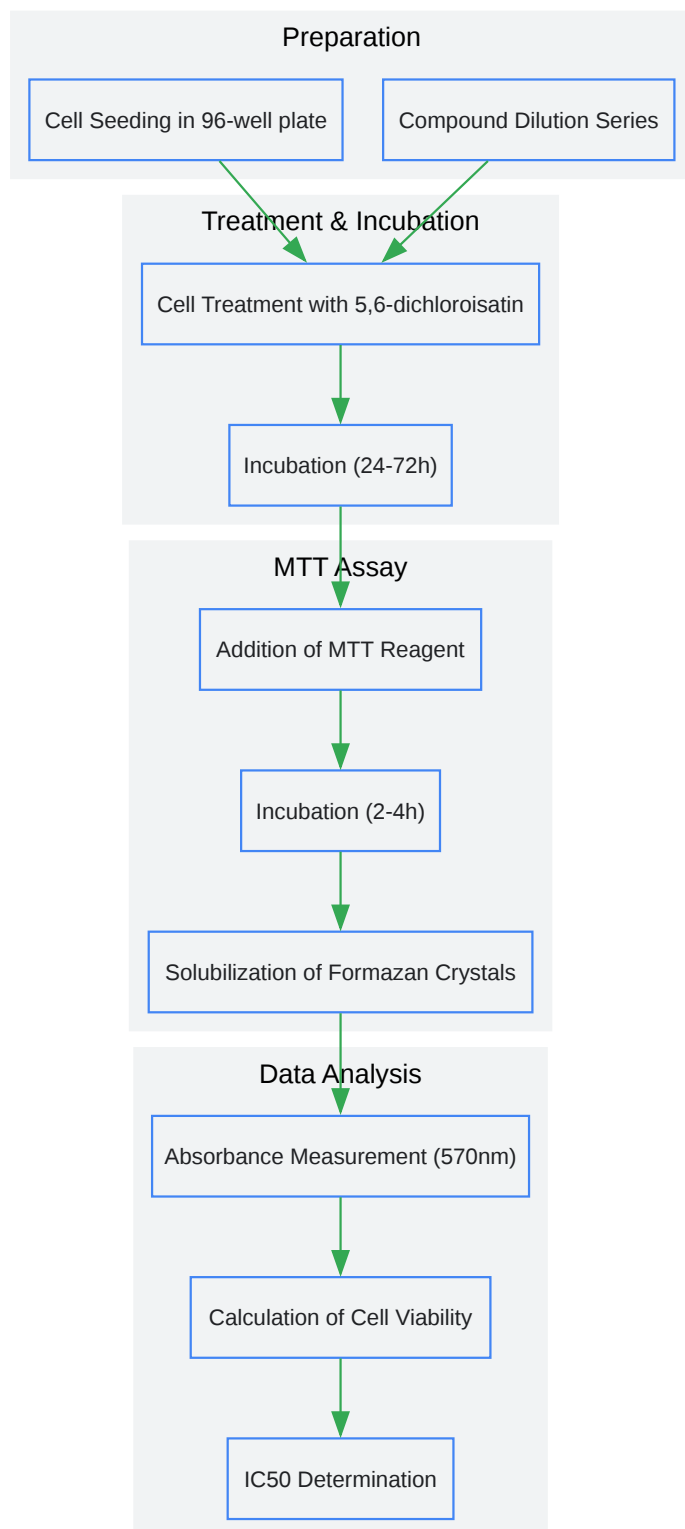 Preparation
Cell Seeding in 96-well plate
Compound Dilution Series
Treatment & Incubation
Cell Treatment with 5,6-dichloroisatin
Incubation (24-72h)
MTT Assay
Addition of MTT Reagent
Incubation (2-4h)
Solubilization of Formazan Crystals
Data Analysis
Absorbance Measurement (570nm)
Calculation of Cell Viability
IC50 Determination